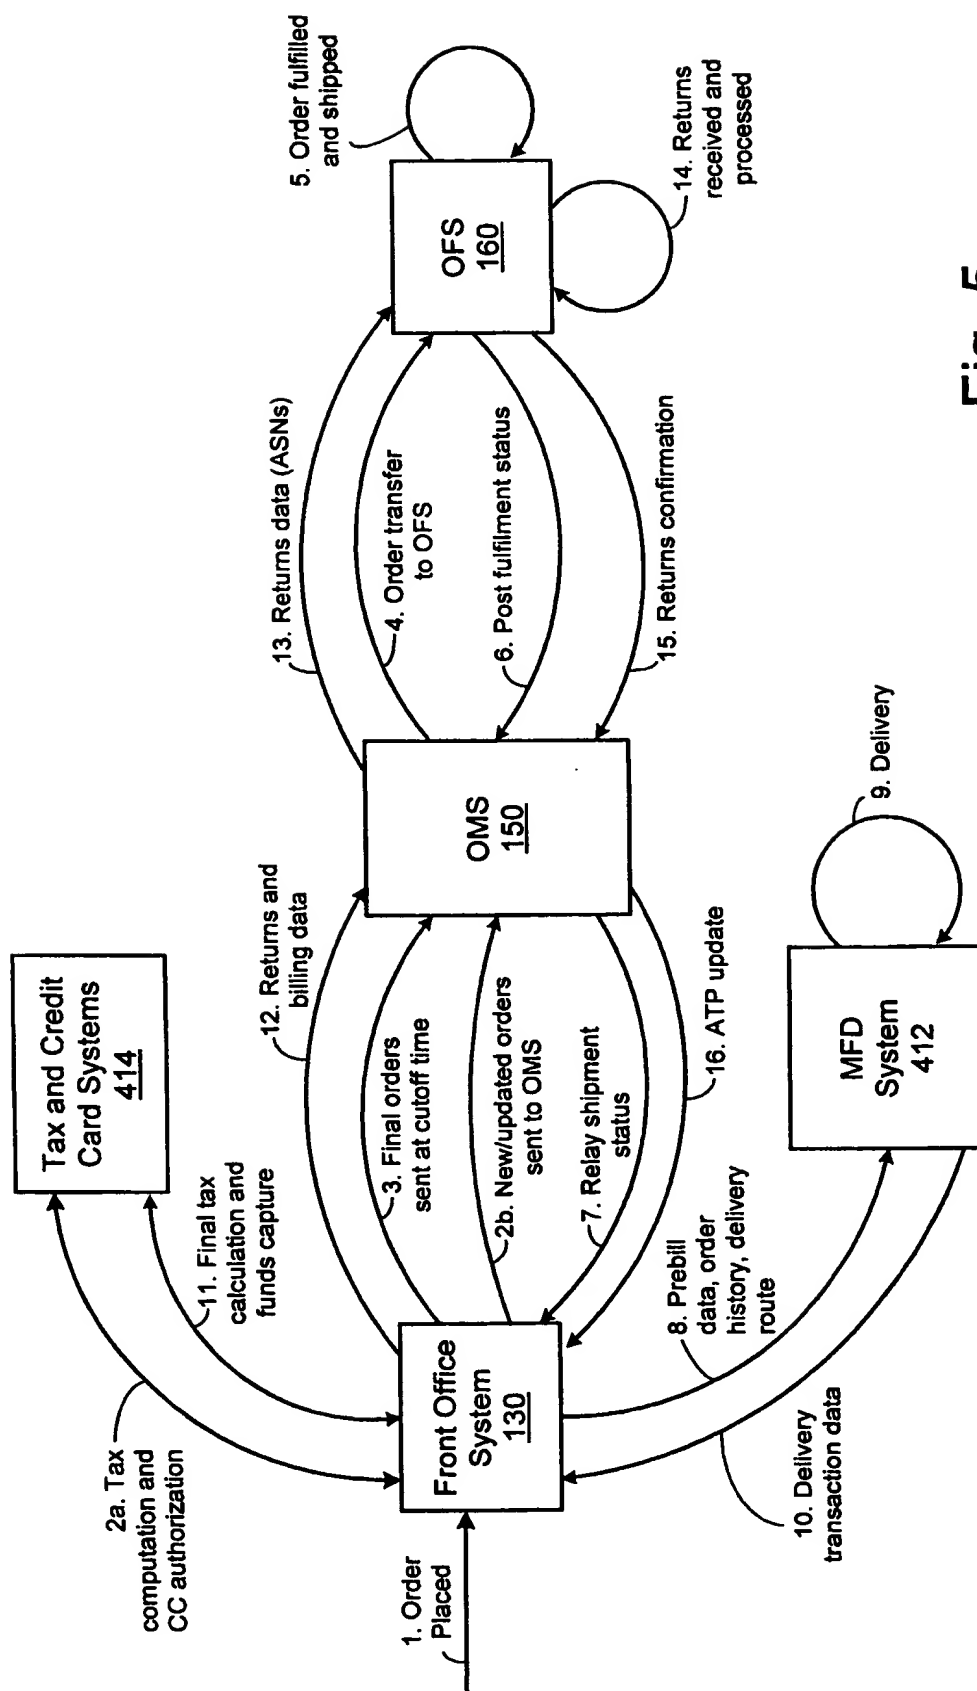 1. Order
Placed
2a. Tax
computation and
CC authorization
11. Final tax
calculation and
funds capture
Tax and Credit
Card Systems
414
Front Office
System
130
12. Returns and
billing data
3. Final orders
sent at cutoff time
2b. New/updated orders
sent to OMS
7. Relay shipment
status
16. ATP update
8. Prebill
data, order
history, delivery
route
10. Delivery
transaction data
MFD
System
412
9. Delivery
OMS
150
13. Returns data (ASNs)
4. Order transfer
to OFS
6. Post fulfilment status
15. Returns confirmation
OFS
160
5. Order fulfilled
and shipped
14. Returns
received and
processed
Fig. 5